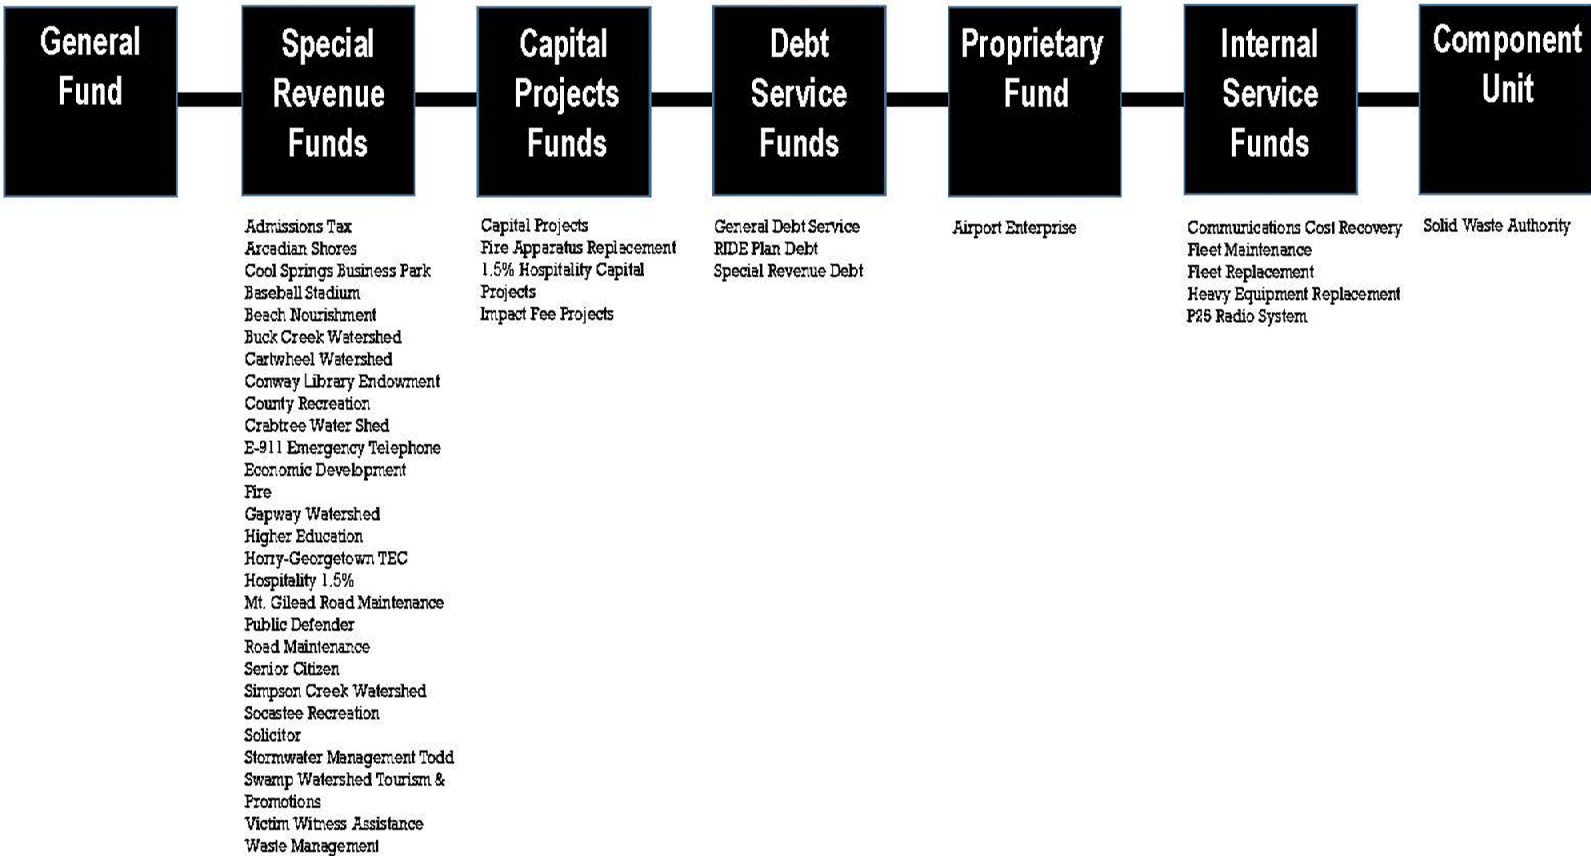 General
Fund
Special
Revenue
Funds
Capital
Projects
Funds
Debt
Service
Funds
Proprietary
Fund
Internal
Service
Funds
Component
Unit
Admissions Tax
Arcadian Shores
Cool Springs Business Park
Baseball Stadium
Beach Nourishment
Buck Creek Watershed
Cartwheel Watershed
Conway Library Endowment
County Recreation
Crabtree Water Shed
E-911 Emergency Telephone
Economic Development
Fire
Gapway Watershed
Higher Education
Horry-Georgetown TEC
Hospitality 1.5%
Mt. Gilead Road Maintenance
Public Defender
Road Maintenance
Senior Citizen
Simpson Creek Watershed
Socastee Recreation
Solicitor
Stormwater Management Todd
Swamp Watershed Tourism &
Promotions
Victim Witness Assistance
Waste Management
Capital Projects
Fire Apparatus Replacement
1.5% Hospitality Capital
Projects
Impact Fee Projects
General Debt Service
RIDE Plan Debt
Special Revenue Debt
Airport Enterprise
Communications Cost Recovery
Fleet Maintenance
Fleet Replacement
Heavy Equipment Replacement
P25 Radio System
Solid Waste Authority